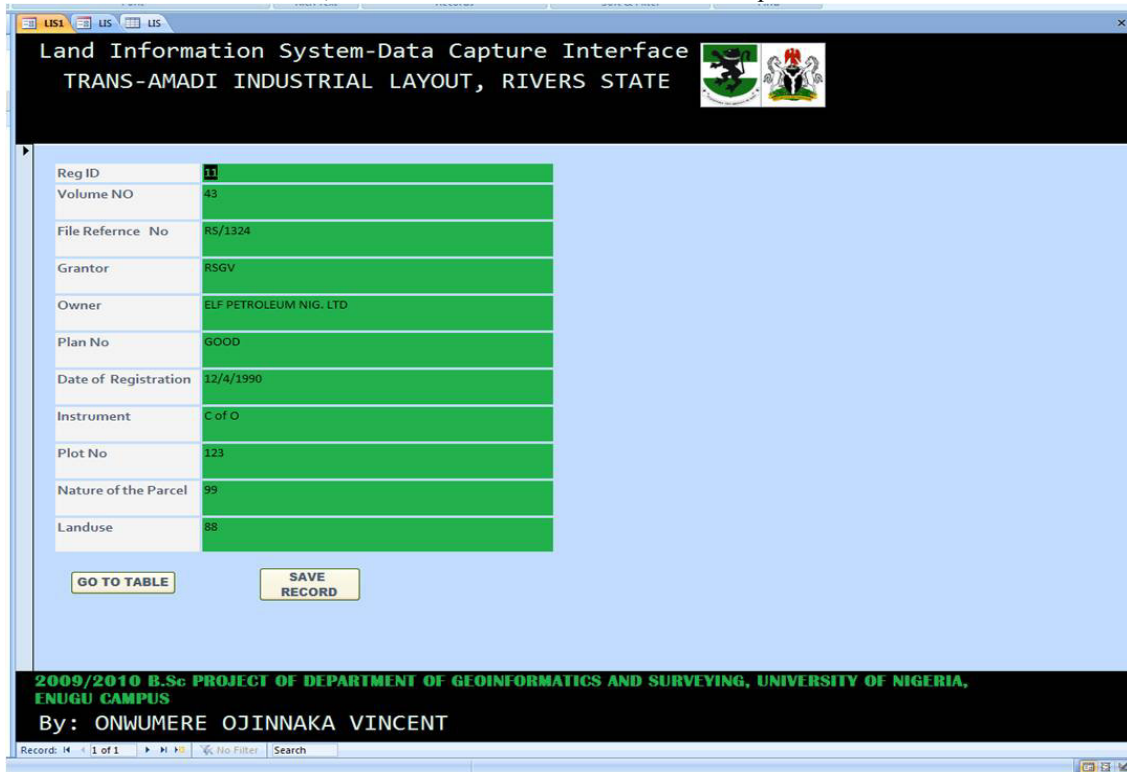 LIS1 LIS LIS
Land Information System-Data Capture Interface
TRANS-AMADI INDUSTRIAL LAYOUT, RIVERS STATE
Reg ID 11
Volume NO 43
File Refernce No RS/1324
Grantor RSGV
Owner ELF PETROLEUM NIG. LTD
Plan No GOOD
Date of Registration 12/4/1990
Instrument C of O
Plot No 123
Nature of the Parcel 99
Landuse 88
GO TO TABLE SAVE
RECORD
2009/2010 B.Sc PROJECT OF DEPARTMENT OF GEOINFORMATICS AND SURVEYING, UNIVERSITY OF NIGERIA,
ENUGU CAMPUS
By: ONWUMERE OJINNAKA VINCENT
Record: 1 of 1 No Filter Search